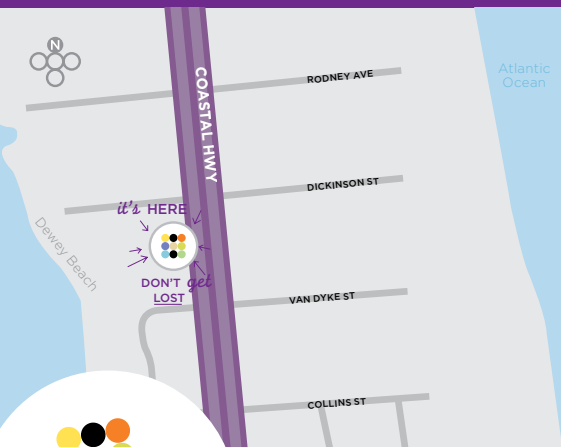 N
Atlantic
Ocean
RODNEY AVE
COASTAL HWY
DICKINSON ST
it's HERE
Dewey Beach
DON'T get
LOST
VAN DYKE ST
COLLINS ST